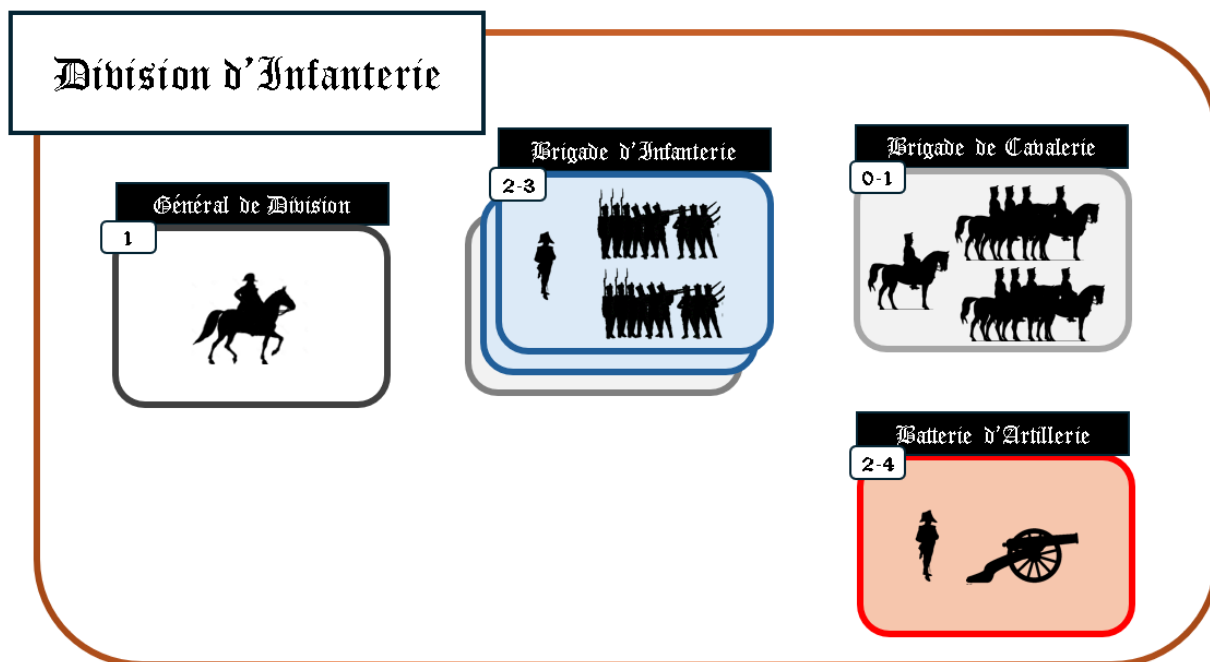 Division d'Infanterie
Général de Division
1
Brigade d'Infanterie
2-3
Brigade de Cavalerie
0-1
Batterie d'Artillerie
2-4